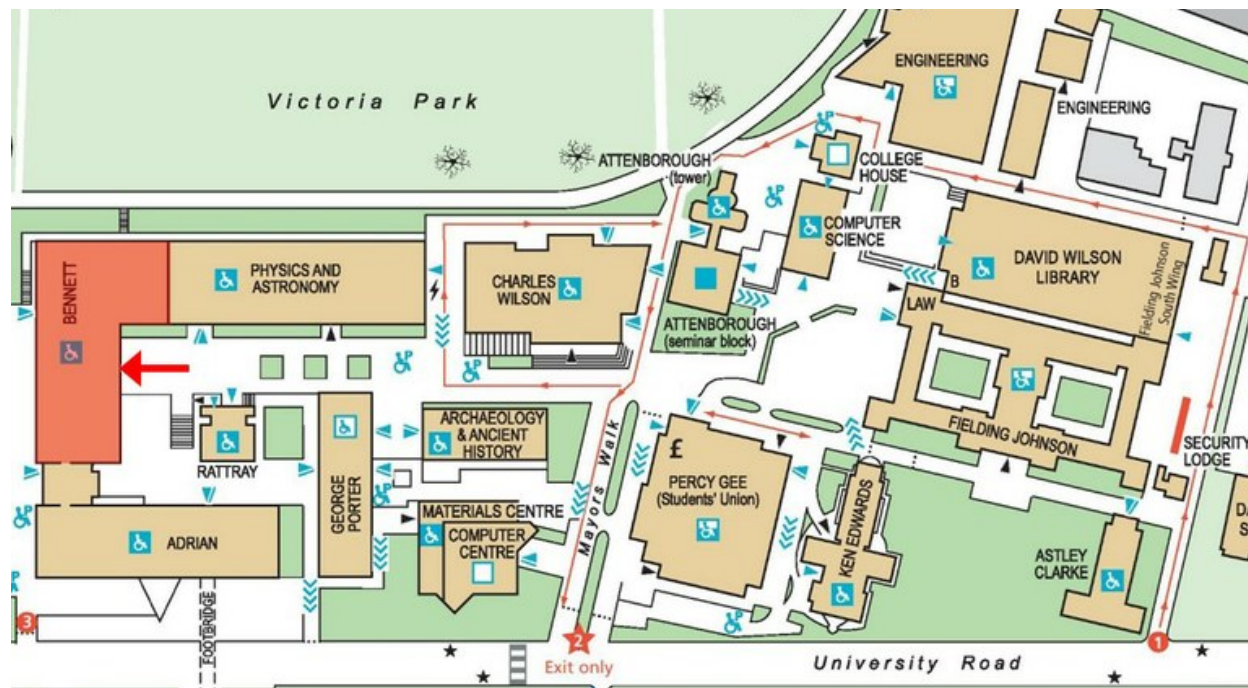 Victoria Park
ENGINEERING
ENGINEERING
ATTENBOROUGH
(tower)
COLLEGE
HOUSE
COMPUTER
SCIENCE
BENNETT
PHYSICS AND
ASTRONOMY
CHARLES
WILSON
ATTENBOROUGH
(seminar block)
LAW
B
DAVID WILSON
LIBRARY
Fielding Johnson
South Wing
FIELDING JOHNSON
SECURITY
LODGE
RATTRAY
GEORGE
PORTER
ARCHAEOLOGY
& ANCIENT
HISTORY
Mayors Walk
£
PERCY GEE
(Students' Union)
KEN EDWARDS
ADRIAN
MATERIALS CENTRE
COMPUTER
CENTRE
ASTLEY
CLARKE
FOOTBRIDGE
3
2
Exit only
University Road
1
P
P
P
P
P
P
P
P